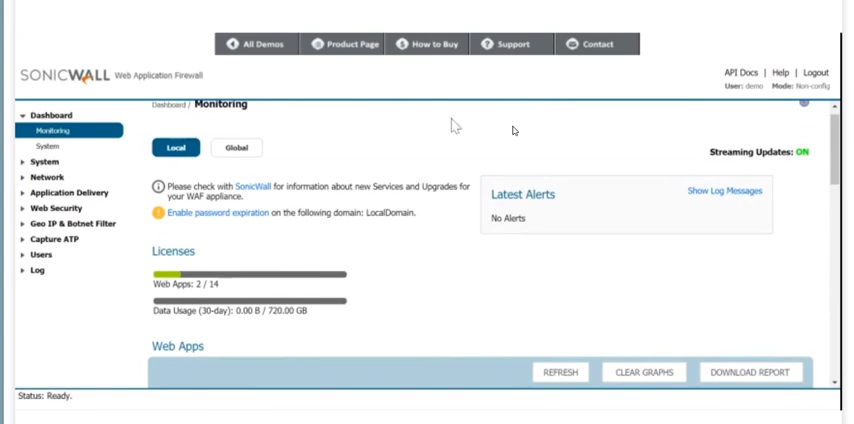 All Demos Product Page How to Buy Support Contact
SONICWALL Web Application Firewall
API Docs | Help | Logout
User: demo Mode: Non-config
Dashboard
Monitoring
System
System
Network
Application Delivery
Web Security
Geo IP & Botnet Filter
Capture ATP
Users
Log
Dashboard / Monitoring
Local Global
Streaming Updates: ON
Please check with SonicWall for information about new Services and Upgrades for
your WAF appliance.
Enable password expiration on the following domain: LocalDomain.
Latest Alerts Show Log Messages
No Alerts
Licenses
Web Apps: 2 / 14
Data Usage (30-day): 0.00 B / 720.00 GB
Web Apps
REFRESH CLEAR GRAPHS DOWNLOAD REPORT
Status: Ready.